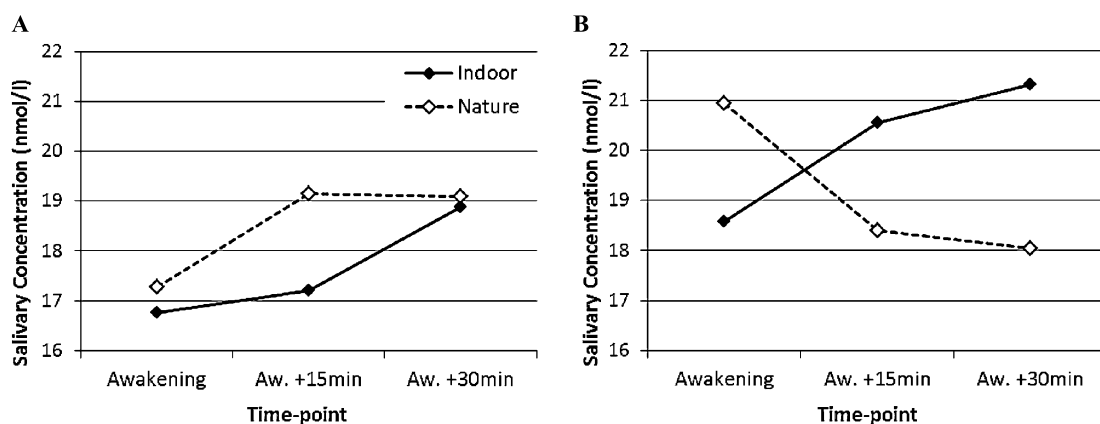 A
Salivary Concentration (nmol/l)
22
21
20
19
18
17
16
Indoor
Nature
Awakening Aw. +15min Aw. +30min
Time-point
B
Salivary Concentration (nmol/l)
22
21
20
19
18
17
16
Awakening Aw. +15min Aw. +30min
Time-point